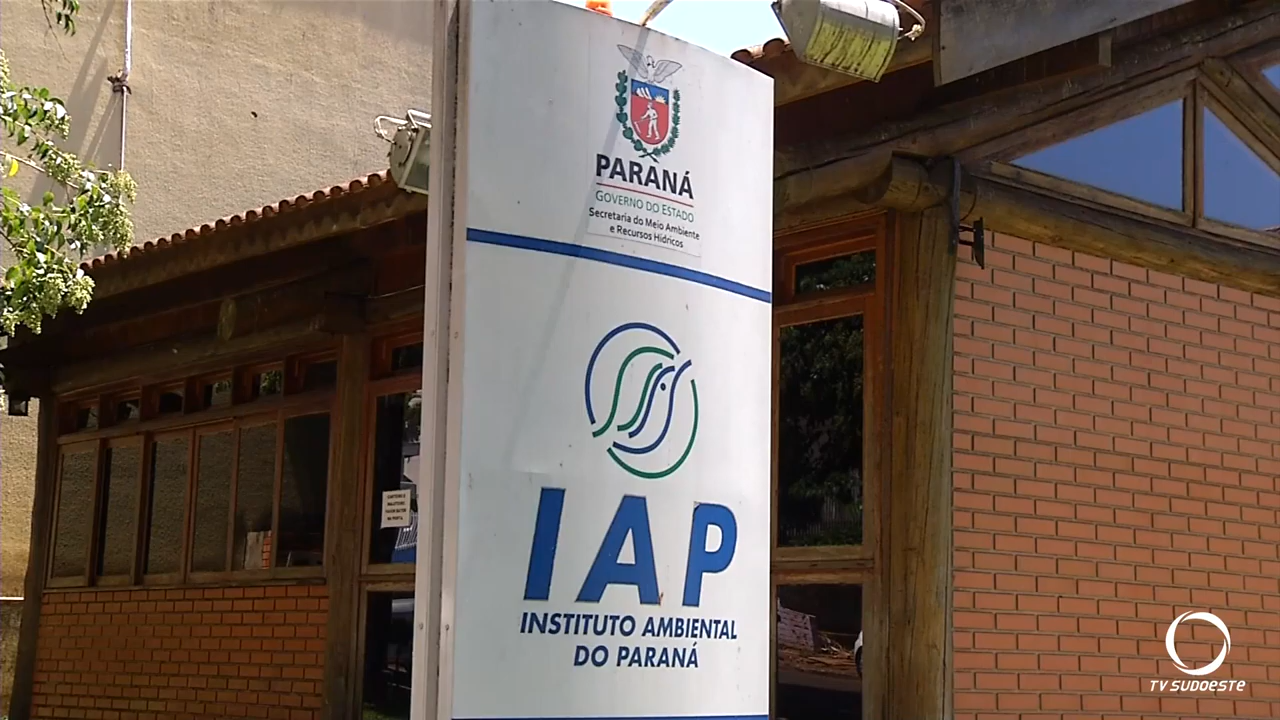 PARANÁ
GOVERNO DO ESTADO
Secretaria do Meio Ambiente
e Recursos Hídricos
IAP
INSTITUTO AMBIENTAL
DO PARANÁ
TV SUDOESTE